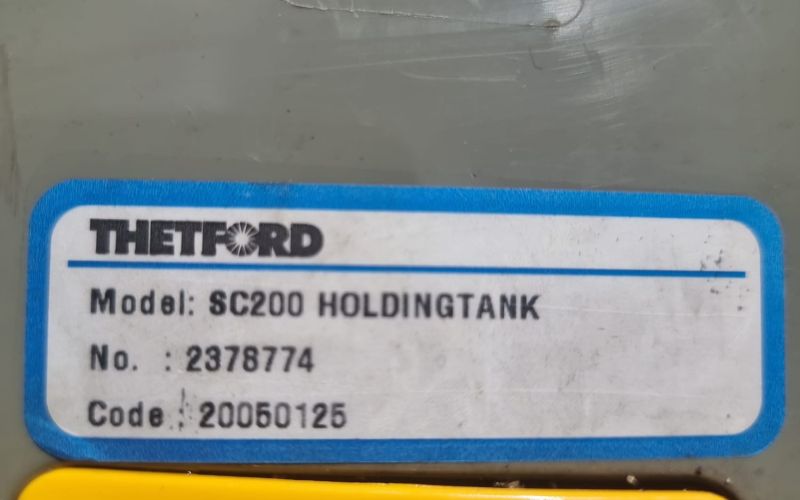 THETFORD
Model: SC200 HOLDINGTANK
No. : 2378774
Code : 20050125